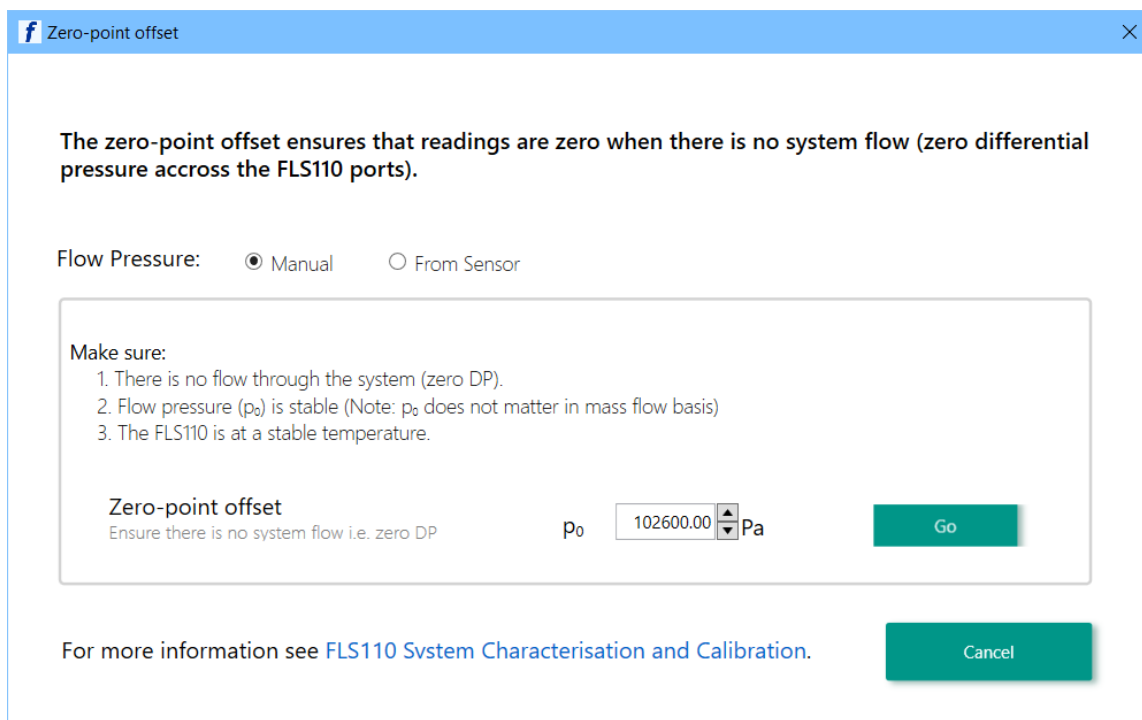 f Zero-point offset
The zero-point offset ensures that readings are zero when there is no system flow (zero differential
pressure accross the FLS110 ports).
Flow Pressure: Manual From Sensor
Make sure:
1. There is no flow through the system (zero DP).
2. Flow pressure (p₀) is stable (Note: p₀ does not matter in mass flow basis)
3. The FLS110 is at a stable temperature.
Zero-point offset
Ensure there is no system flow i.e. zero DP
p₀ 102600.00 Pa Go
For more information see FLS110 System Characterisation and Calibration.
Cancel